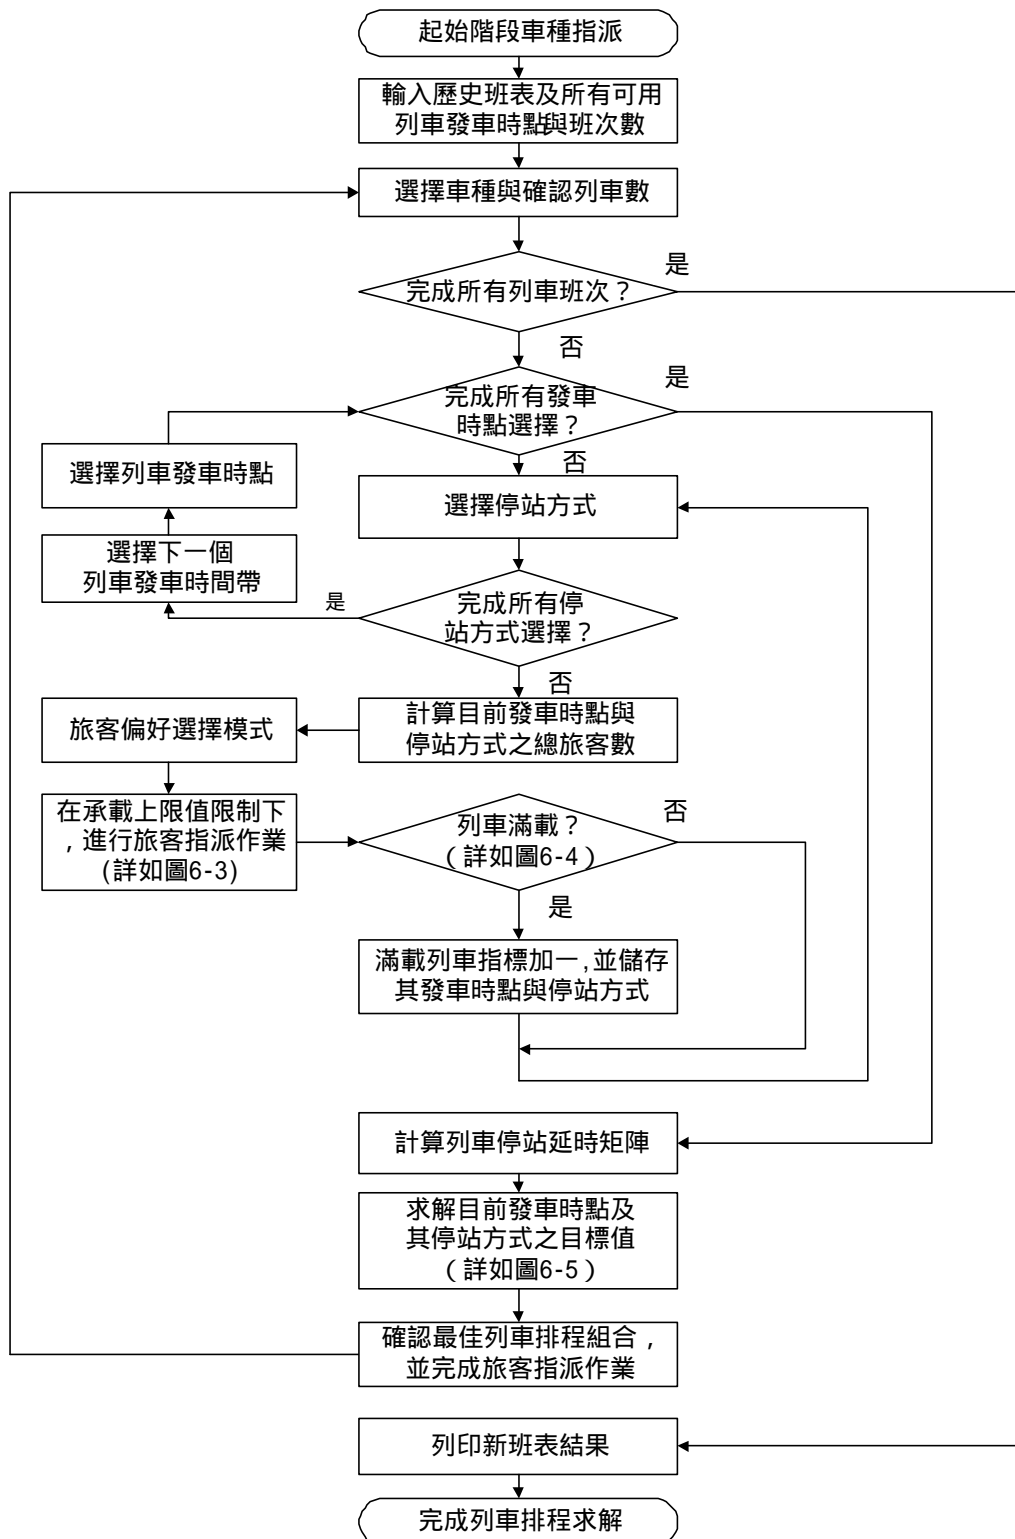 起始階段車種指派
輸入歷史班表及所有可用
列車發車時點與班次數
選擇車種與確認列車數
完成所有列車班次？
是
否
完成所有發車
時點選擇？
是
否
選擇列車發車時點
選擇停站方式
選擇下一個
列車發車時間帶
完成所有停
站方式選擇？
是
否
旅客偏好選擇模式
計算目前發車時點與
停站方式之總旅客數
在承載上限值限制下
，進行旅客指派作業
(詳如圖6-3)
列車滿載？
（詳如圖6-4）
否
是
滿載列車指標加一,並儲存
其發車時點與停站方式
計算列車停站延時矩陣
求解目前發車時點及
其停站方式之目標值
（詳如圖6-5）
確認最佳列車排程組合，
並完成旅客指派作業
列印新班表結果
完成列車排程求解